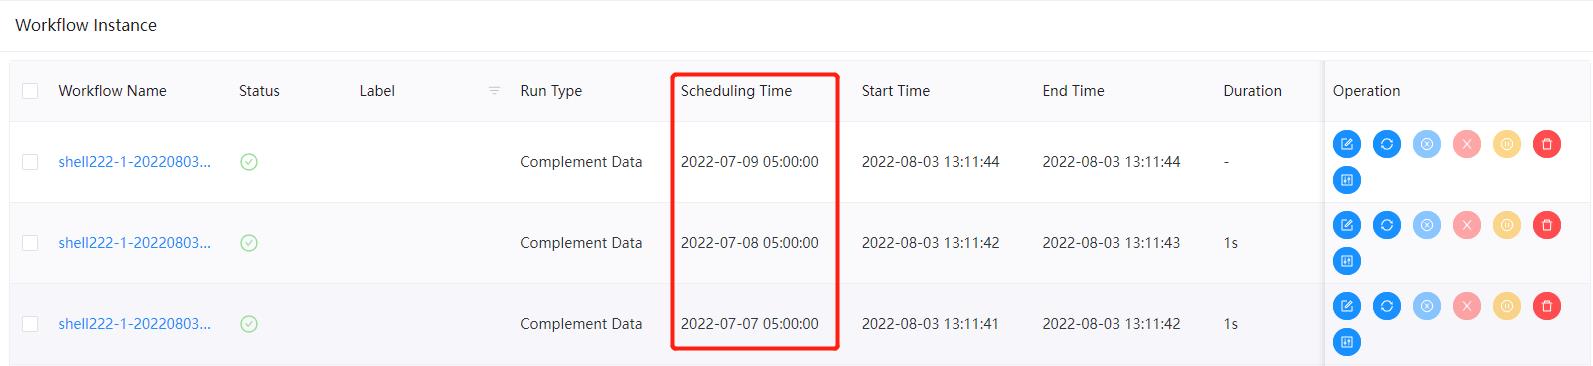 Workflow Instance
Workflow Name Status Label Run Type Scheduling Time Start Time End Time Duration Operation
shell222-1-20220803... Complement Data 2022-07-09 05:00:00 2022-08-03 13:11:44 2022-08-03 13:11:44 -
shell222-1-20220803... Complement Data 2022-07-08 05:00:00 2022-08-03 13:11:42 2022-08-03 13:11:43 1s
shell222-1-20220803... Complement Data 2022-07-07 05:00:00 2022-08-03 13:11:41 2022-08-03 13:11:42 1s